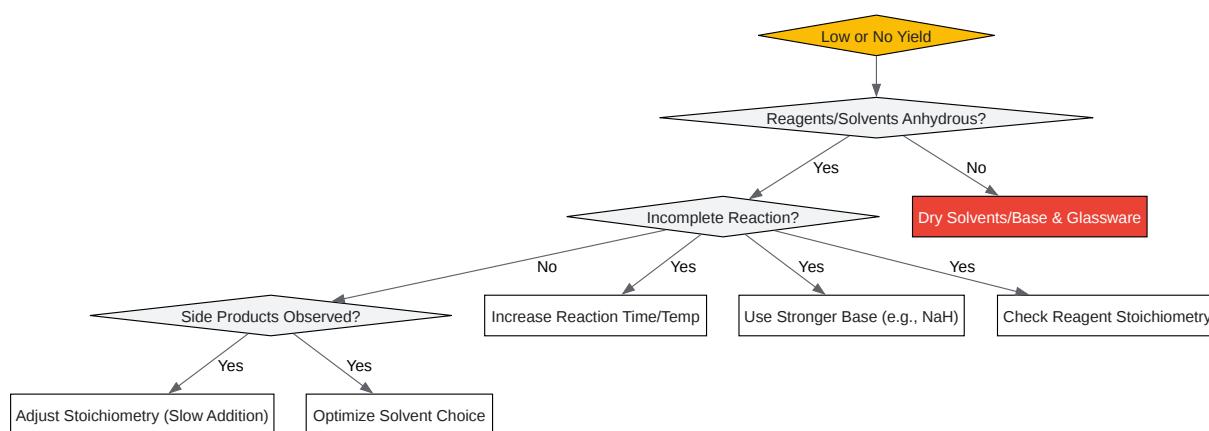 Low or No Yield
Reagents/Solvents Anhydrous?
Yes
No
Incomplete Reaction?
Dry Solvents/Base & Glassware
No
Yes
Yes
Yes
Side Products Observed?
Increase Reaction Time/Temp
Use Stronger Base (e.g., NaH)
Check Reagent Stoichiometry
Yes
Yes
Adjust Stoichiometry (Slow Addition)
Optimize Solvent Choice